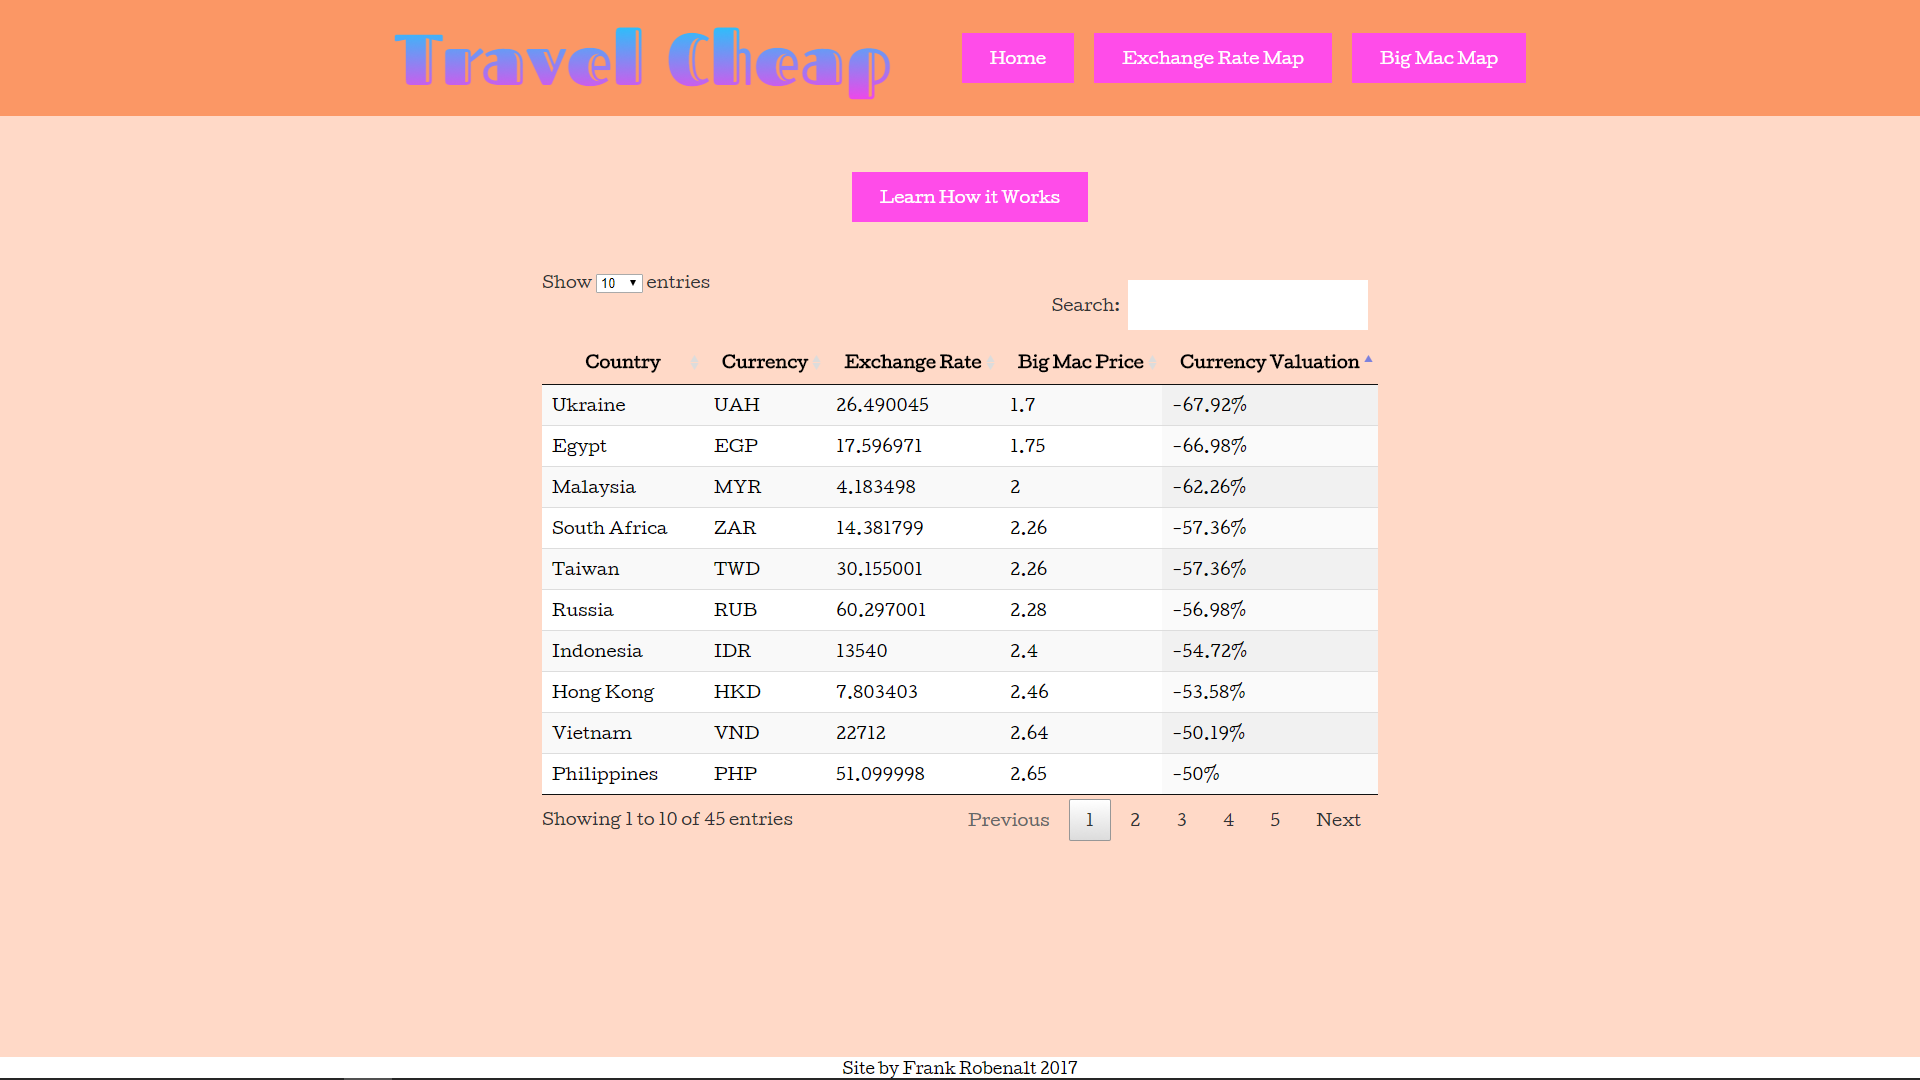 Travel Cheap
Home Exchange Rate Map Big Mac Map
Learn How it Works
Show 10 entries
Search:
Country Currency Exchange Rate Big Mac Price Currency Valuation
Ukraine UAH 26.490045 1.7 -67.92%
Egypt EGP 17.596971 1.75 -66.98%
Malaysia MYR 4.183498 2 -62.26%
South Africa ZAR 14.381799 2.26 -57.36%
Taiwan TWD 30.155001 2.26 -57.36%
Russia RUB 60.297001 2.28 -56.98%
Indonesia IDR 13540 2.4 -54.72%
Hong Kong HKD 7.803403 2.46 -53.58%
Vietnam VND 22712 2.64 -50.19%
Philippines PHP 51.099998 2.65 -50%
Showing 1 to 10 of 45 entries
Previous 1 2 3 4 5 Next
Site by Frank Robenalt 2017